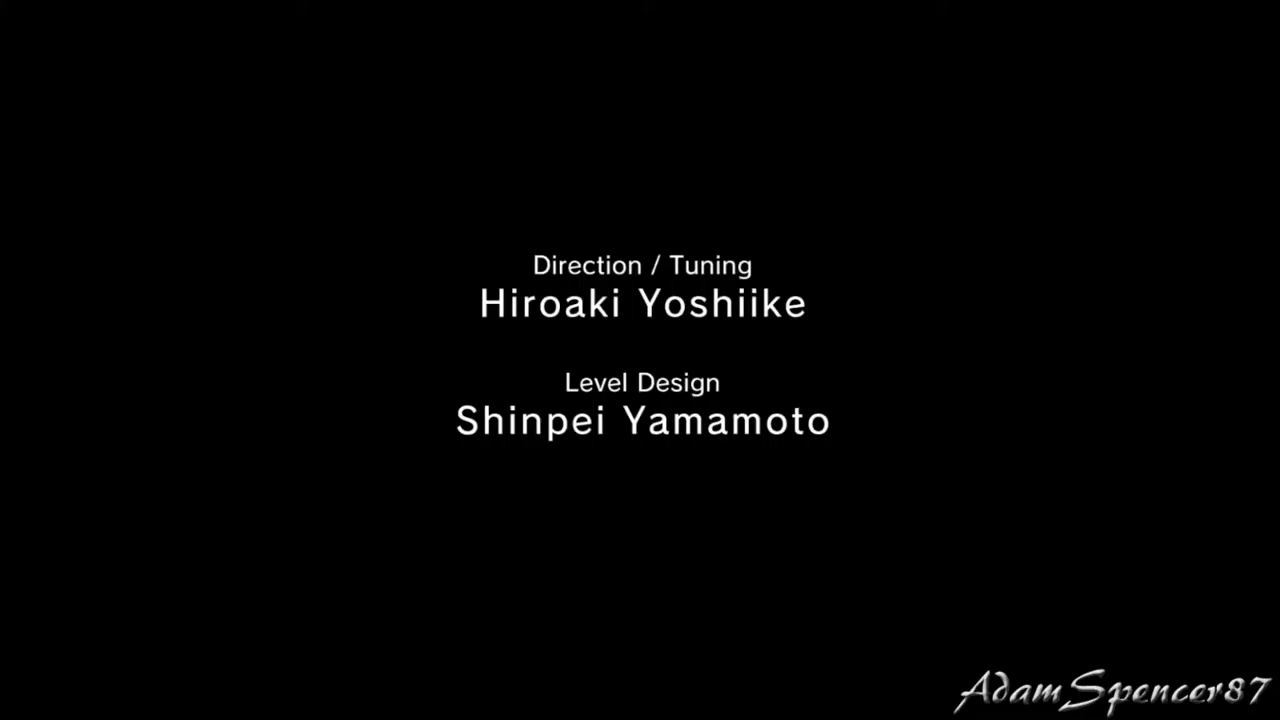 Direction / Tuning
Hiroaki Yoshiike
Level Design
Shinpei Yamamoto
AdamSpencer87